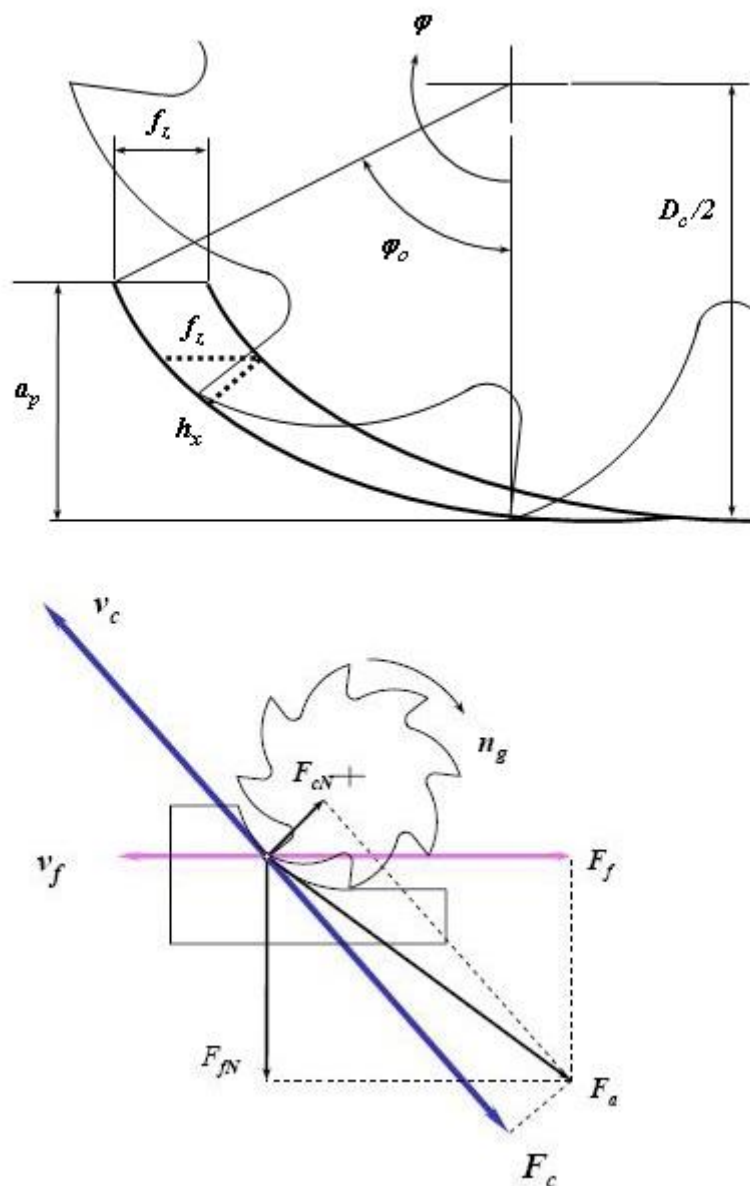 φ
f_z
D_c/2
φ_o
f_z
a_p
h_x
v_c
n_g
F_cN
v_f
F_f
F_fN
F_a
F_c